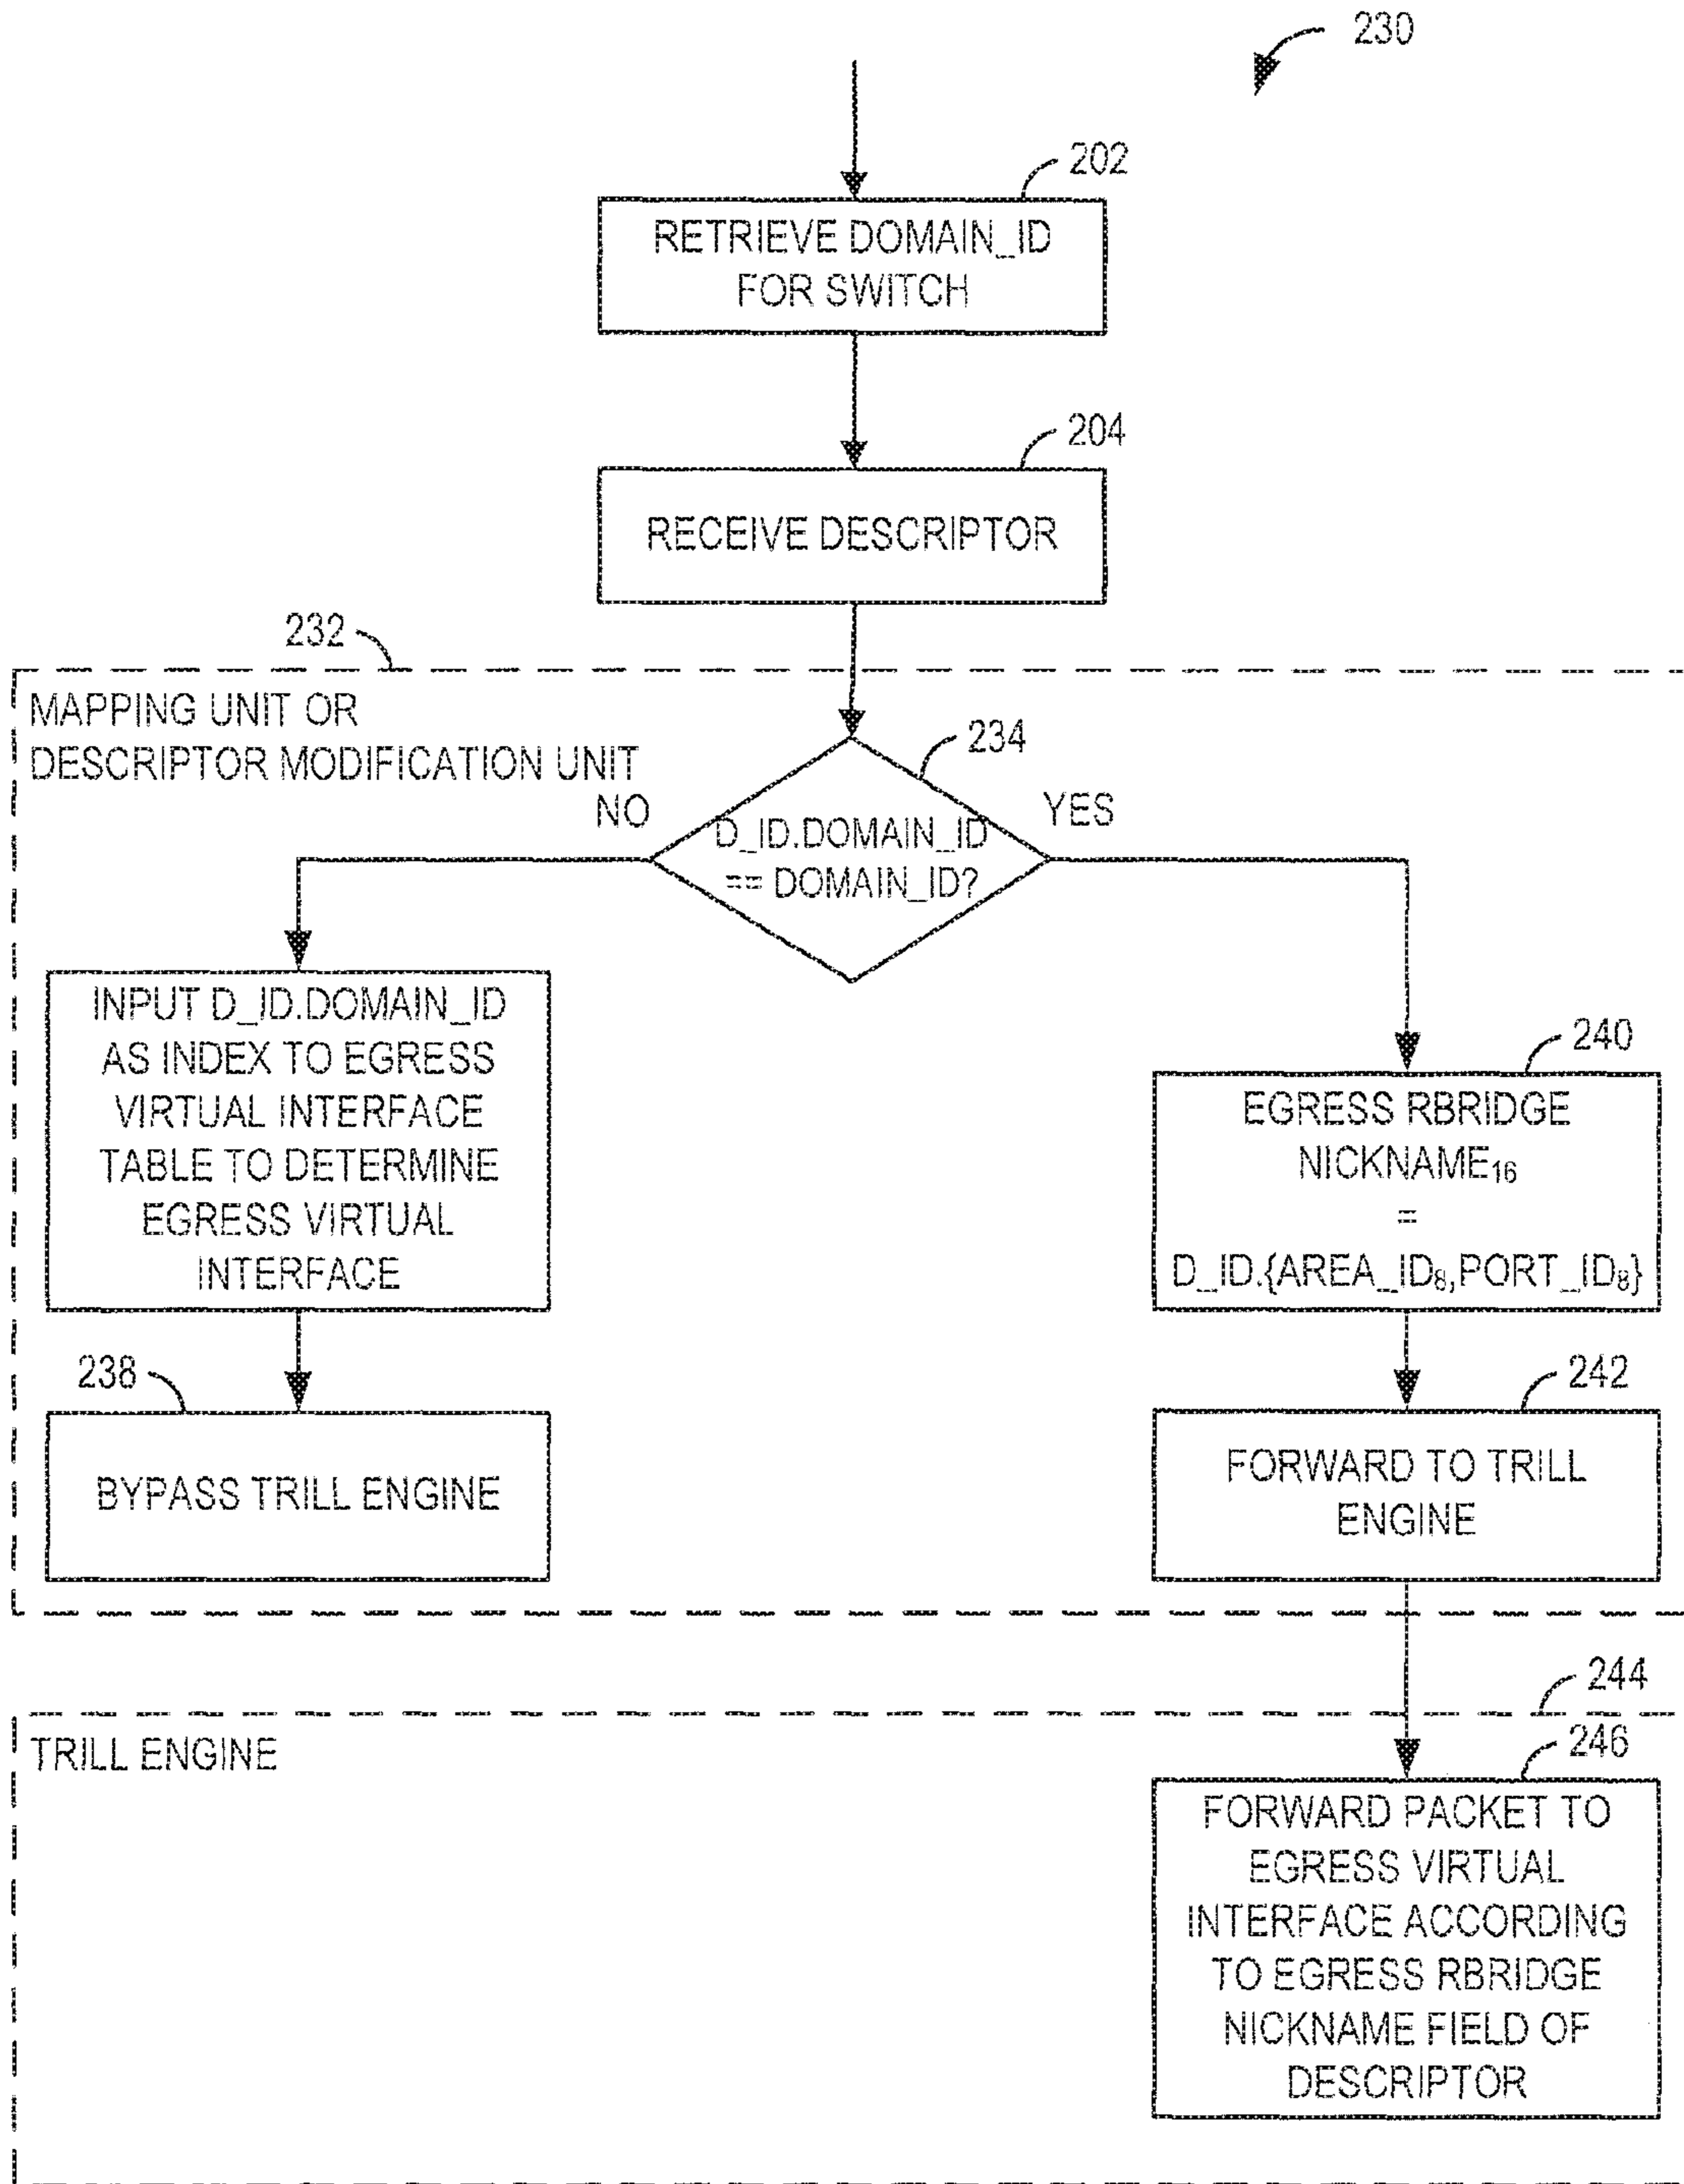 230
202
RETRIEVE DOMAIN_ID
FOR SWITCH
204
RECEIVE DESCRIPTOR
232
MAPPING UNIT OR
DESCRIPTOR MODIFICATION UNIT
234
NO
YES
D_ID.DOMAIN_ID
== DOMAIN_ID?
INPUT D_ID.DOMAIN_ID
AS INDEX TO EGRESS
VIRTUAL INTERFACE
TABLE TO DETERMINE
EGRESS VIRTUAL
INTERFACE
240
EGRESS RBRIDGE
NICKNAME₁₆
=
D_ID.{AREA_ID₈,PORT_ID₈}
238
BYPASS TRILL ENGINE
242
FORWARD TO TRILL
ENGINE
244
TRILL ENGINE
246
FORWARD PACKET TO
EGRESS VIRTUAL
INTERFACE ACCORDING
TO EGRESS RBRIDGE
NICKNAME FIELD OF
DESCRIPTOR